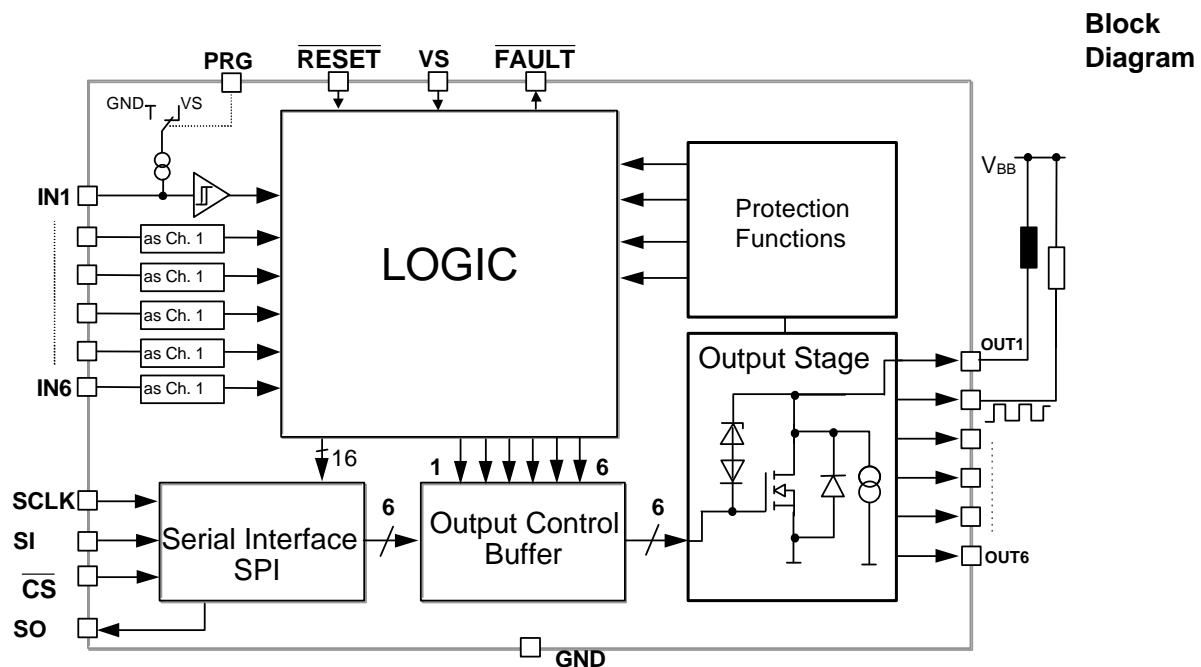 Block
Diagram
PRG
RESET
VS
FAULT
GND
VS
VBB
IN1
Protection
Functions
LOGIC
as Ch. 1
as Ch. 1
as Ch. 1
as Ch. 1
IN6
as Ch. 1
Output Stage
OUT1
16
1
6
SCLK
SI
CS
SO
Serial Interface
SPI
6
Output Control
Buffer
6
OUT6
GND